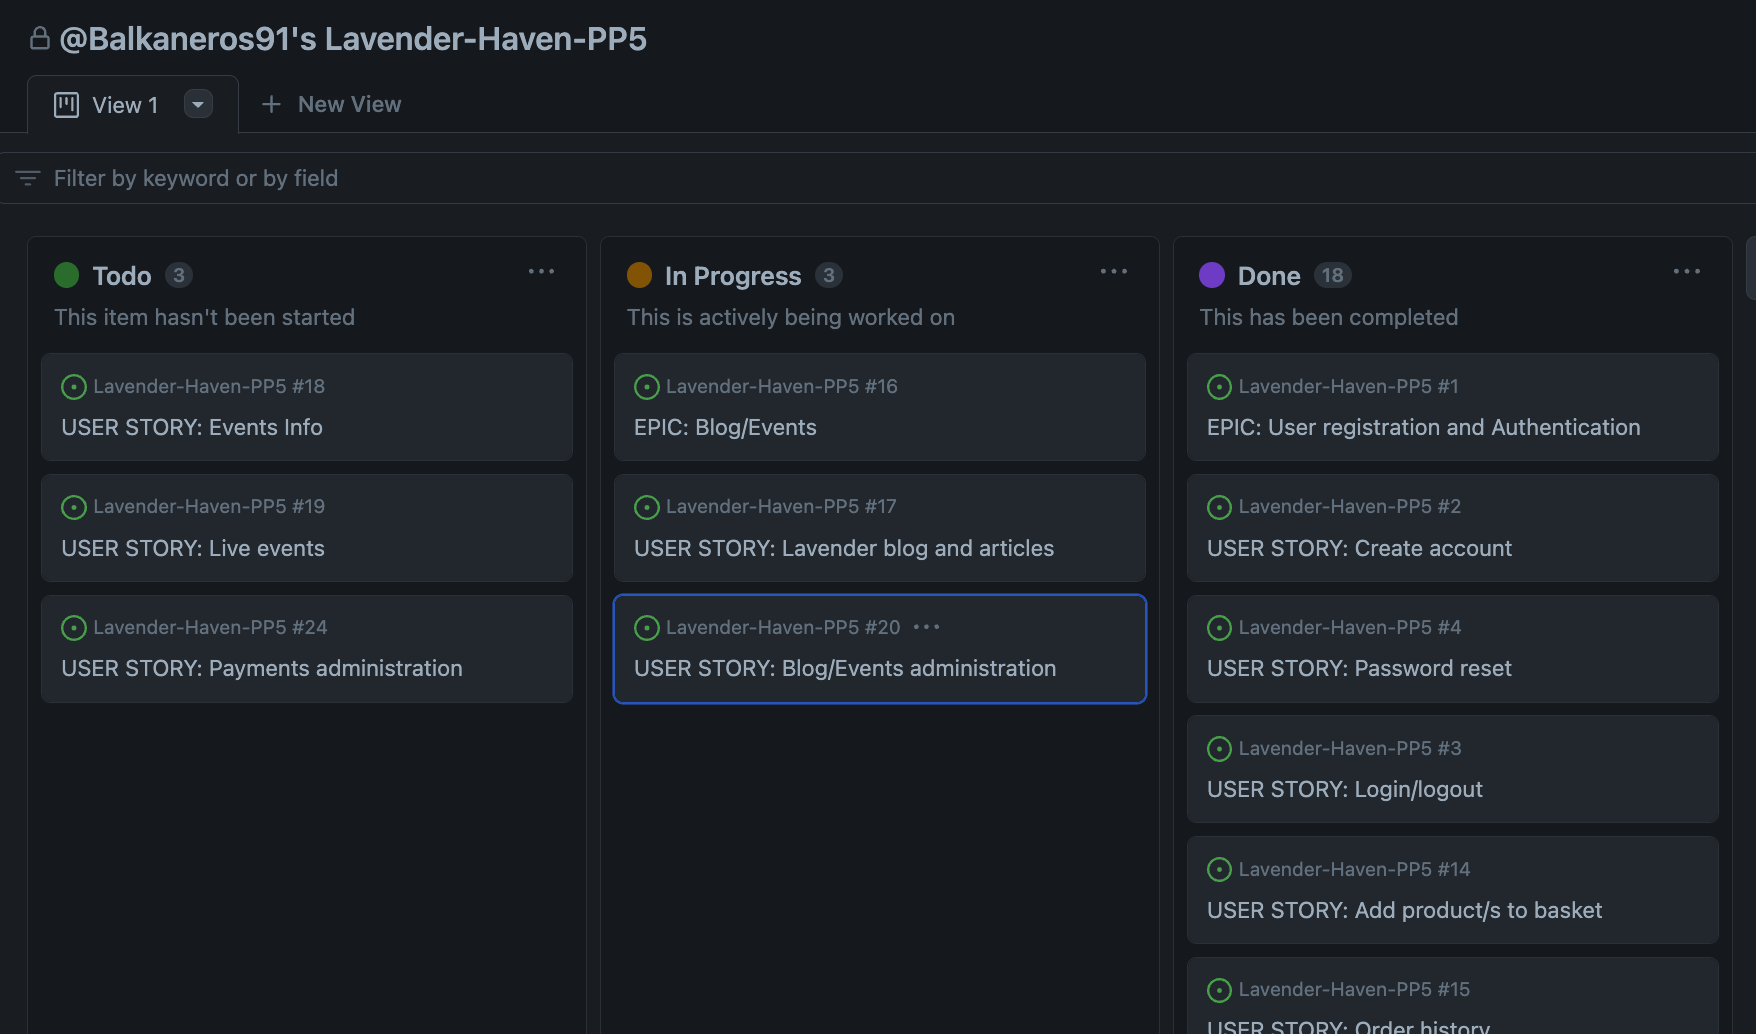 @Balkaneros91's Lavender-Haven-PP5
View 1
New View
Filter by keyword or by field
Todo 3
This item hasn't been started
Lavender-Haven-PP5 #18
USER STORY: Events Info
Lavender-Haven-PP5 #19
USER STORY: Live events
Lavender-Haven-PP5 #24
USER STORY: Payments administration
In Progress 3
This is actively being worked on
Lavender-Haven-PP5 #16
EPIC: Blog/Events
Lavender-Haven-PP5 #17
USER STORY: Lavender blog and articles
Lavender-Haven-PP5 #20
USER STORY: Blog/Events administration
Done 18
This has been completed
Lavender-Haven-PP5 #1
EPIC: User registration and Authentication
Lavender-Haven-PP5 #2
USER STORY: Create account
Lavender-Haven-PP5 #4
USER STORY: Password reset
Lavender-Haven-PP5 #3
USER STORY: Login/logout
Lavender-Haven-PP5 #14
USER STORY: Add product/s to basket
Lavender-Haven-PP5 #15
USER STORY: Order history